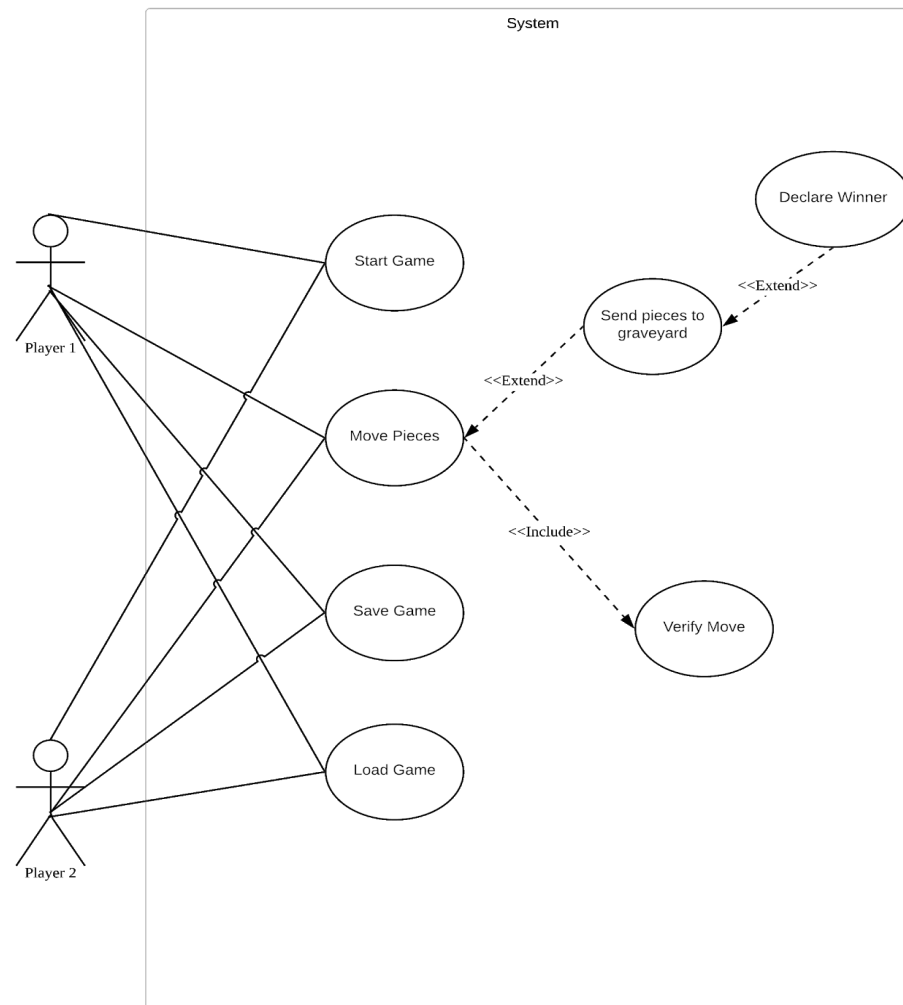 System
Declare Winner
Start Game
<<Extend>>
Send pieces to
graveyard
Player 1
<<Extend>>
Move Pieces
<<Include>>
Save Game
Verify Move
Load Game
Player 2